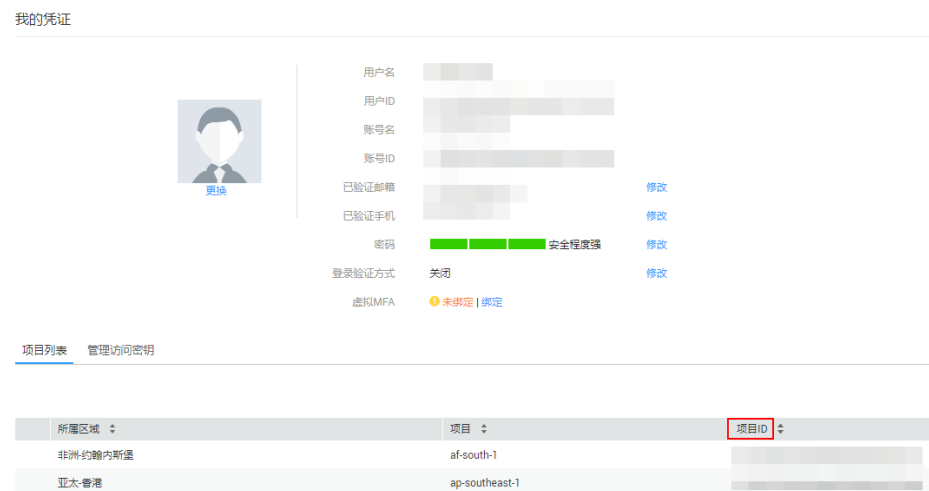 我的凭证
用户名
用户ID
账号名
账号ID
更换
已验证邮箱 修改
已验证手机 修改
密码 安全程度强 修改
登录验证方式 关闭 修改
虚拟MFA 未绑定 | 绑定
项目列表 管理访问密钥
所属区域 项目 项目ID
非洲-约翰内斯堡 af-south-1
亚太-香港 ap-southeast-1